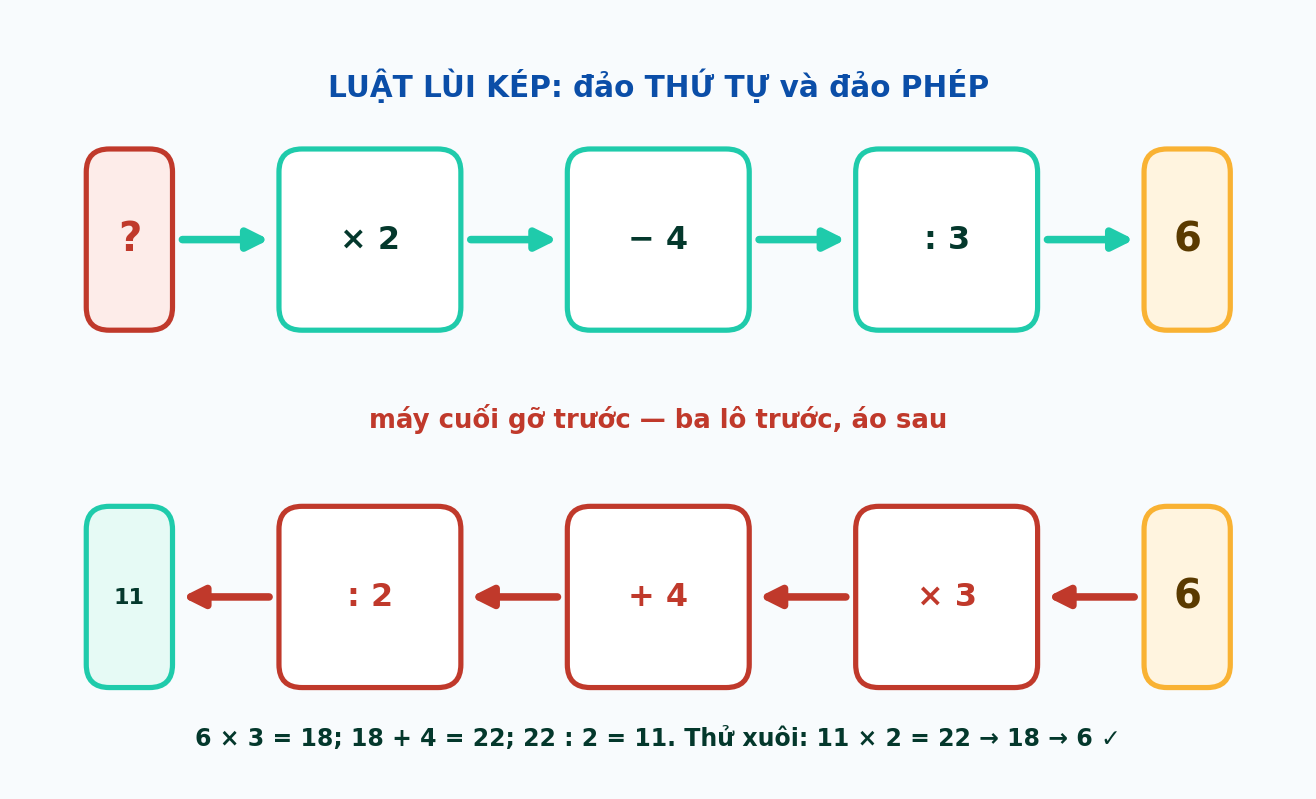 LUẬT LÙI KÉP: đảo THỨ TỰ và đảo PHÉP
? × 2 − 4 : 3 6
máy cuối gỡ trước — ba lô trước, áo sau
11 : 2 + 4 × 3 6
6 × 3 = 18; 18 + 4 = 22; 22 : 2 = 11. Thử xuôi: 11 × 2 = 22 → 18 → 6 ✓